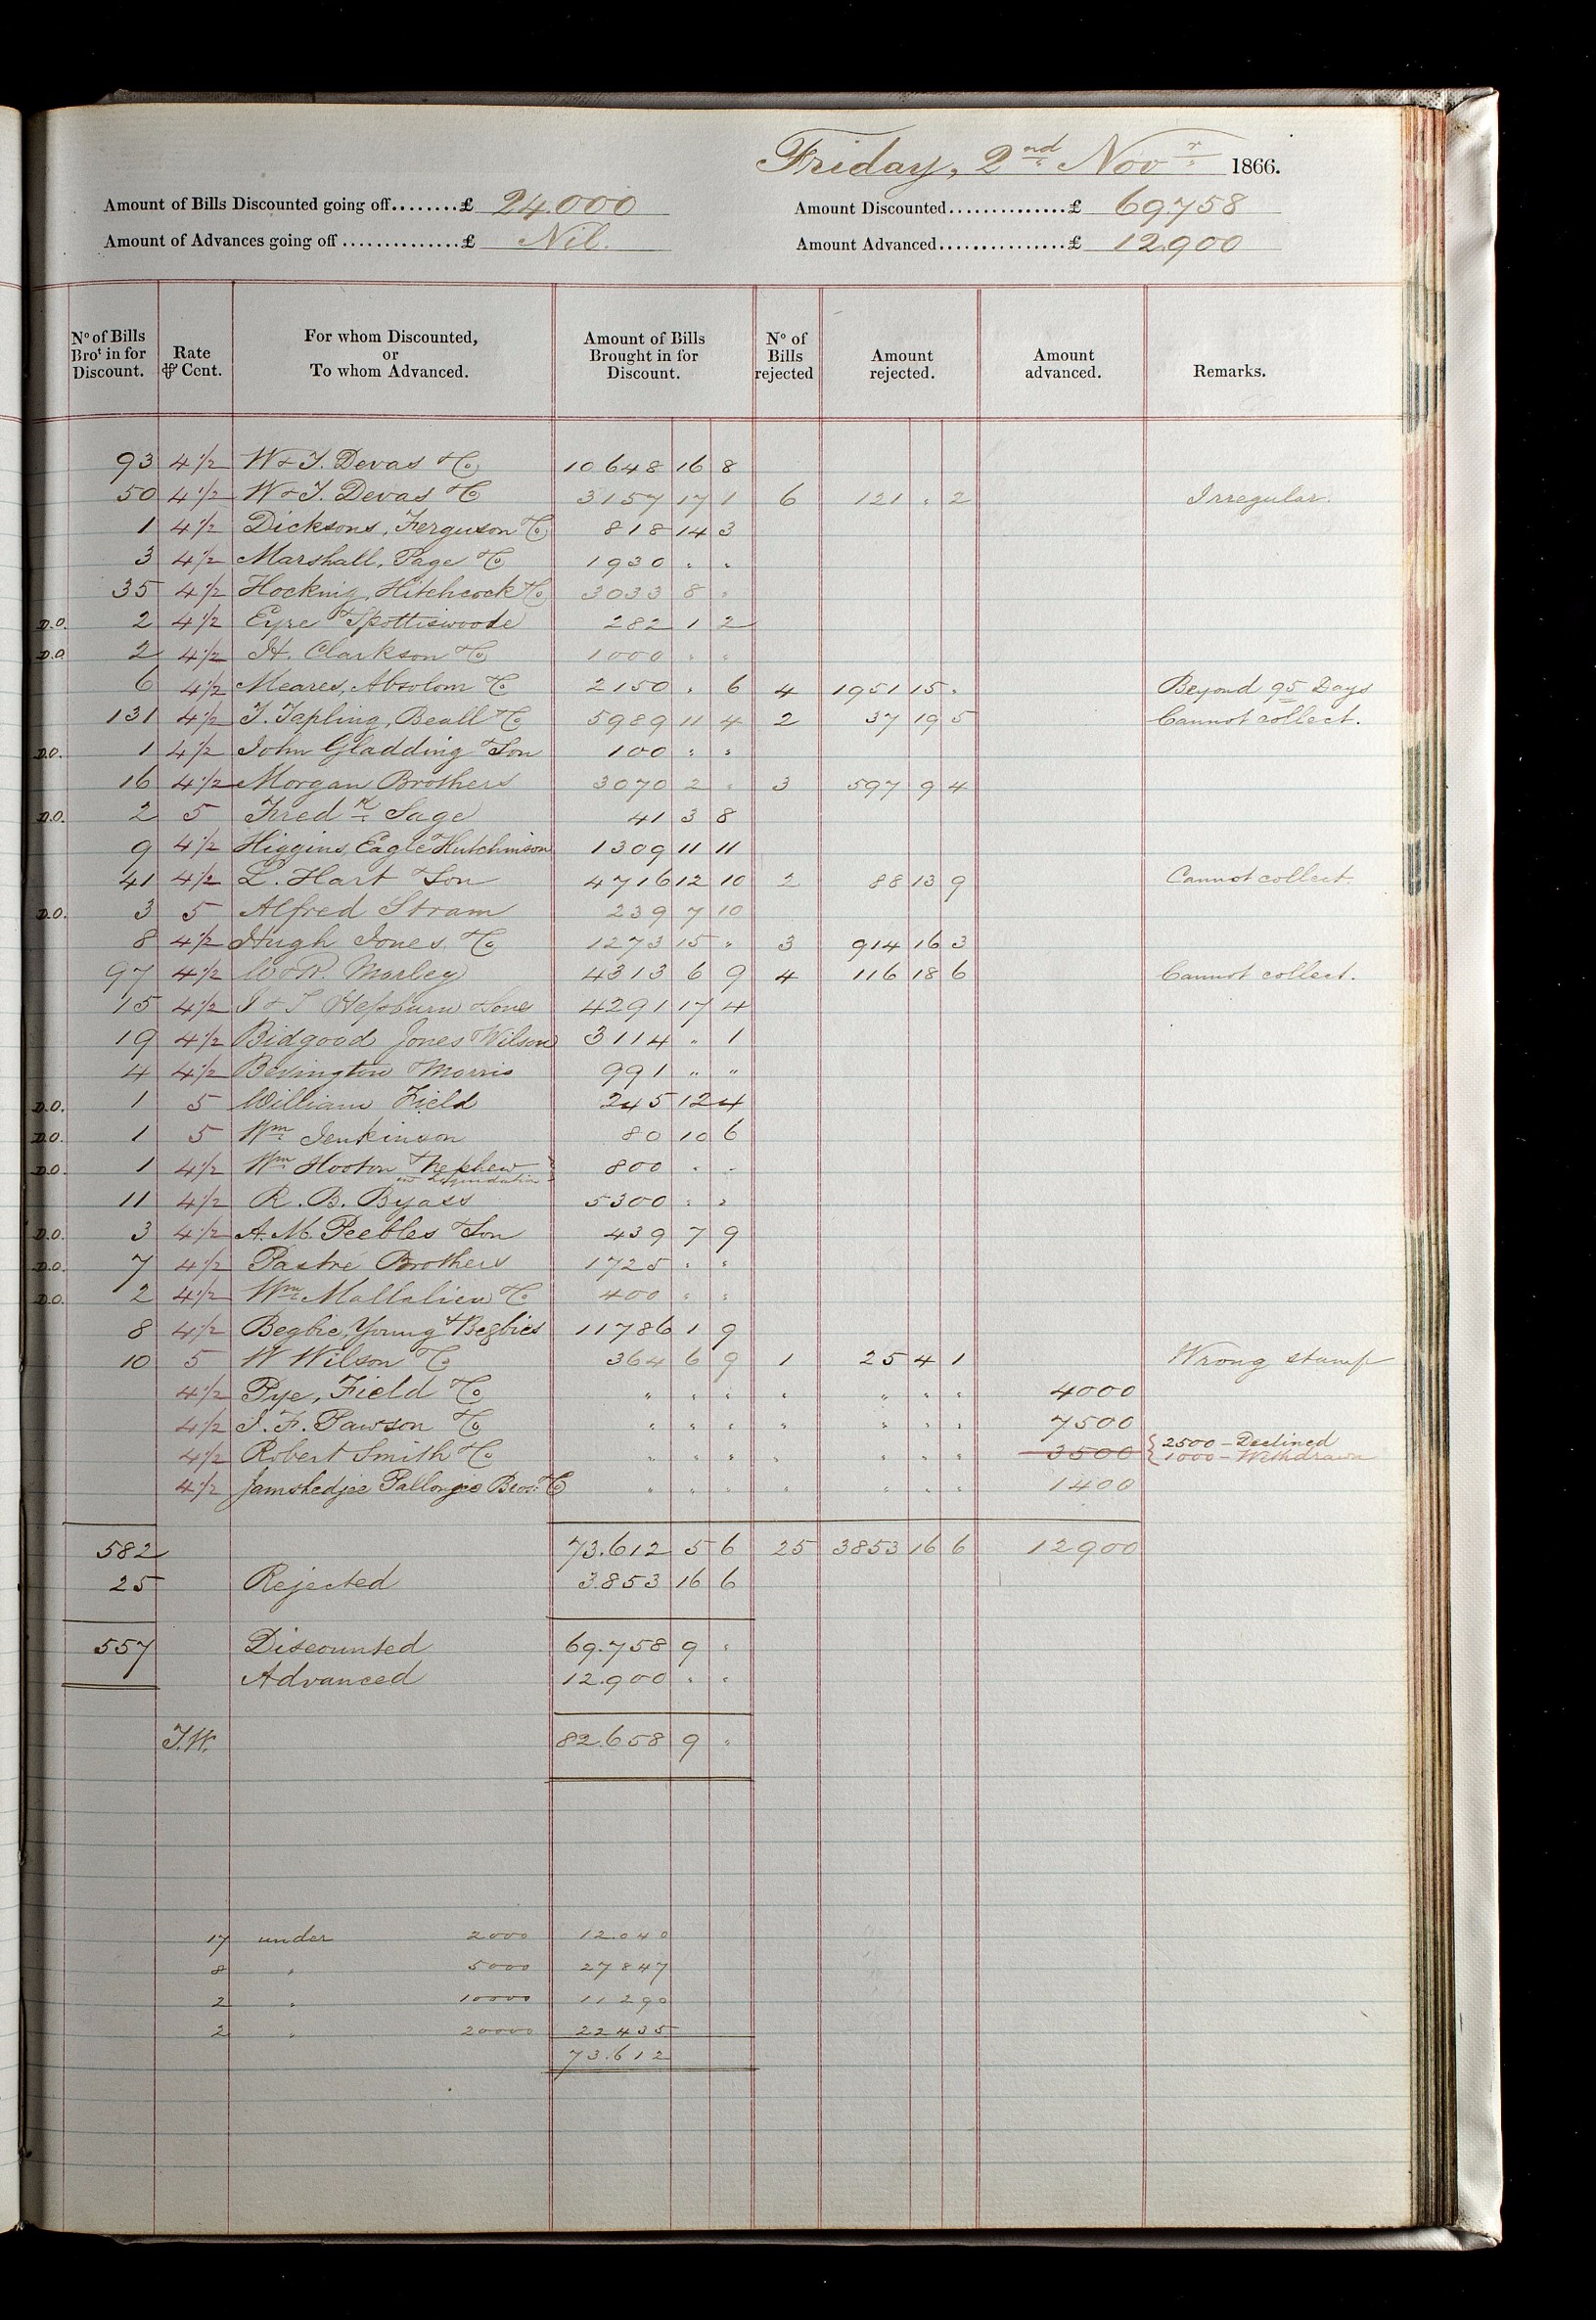 Friday, 2nd Novr 1866.
Amount of Bills Discounted going off........£ 24.000 Amount Discounted..............£ 69758
Amount of Advances going off...............£ Nil. Amount Advanced...............£ 12.900
No of Bills Brot in for Discount. Rate ⅌ Cent. For whom Discounted, or To whom Advanced. Amount of Bills Brought in for Discount. No of Bills rejected Amount rejected. Amount advanced. Remarks.
93 4½ W & T. Devas & Co 10648 16 8
50 4½ W & T. Devas & C 3157 17 1 6 121 " 2 Irregular.
1 4½ Dicksons, Ferguson & Co 818 14 3
3 4½ Marshall, Page & Co 1930 " "
35 4½ Hocking, Hitchcock & Co 3033 8 "
D.O. 2 4½ Eyre & Spottiswoode 282 1 2
D.O. 2 4½ H. Clarkson & Co 1000 " "
6 4½ Meares, Absolom & C 2150 " 6 4 1951 15 " Beyond 95 Days
131 4½ T. Tapling, Beall & Co 5989 11 4 2 37 19 5 Cannot collect.
D.O. 1 4½ John Gladding & Son 100 " "
16 4½ Morgan Brothers 3070 2 " 3 597 9 4
D.O. 2 5 Fredk Sage 41 3 8
9 4½ Higgins, Eagle & Hutchinson 1309 11 11
41 4½ L. Hart & Son 4716 12 10 2 88 13 9 Cannot collect.
D.O. 3 5 Alfred Stram 239 7 10
8 4½ Hugh Jones & Co 1273 15 " 3 914 16 3
97 4½ W & R. Morley 4313 6 9 4 116 18 6 Cannot collect.
15 4½ J & T Hepburn & Sons 4291 17 4
19 4½ Bidgood Jones & Wilson 3114 " 1
4 4½ Bevington & Morris 991 " "
D.O. 1 5 William Field 245 12 4
D.O. 1 5 Wm Jenkinson 80 10 6
D.O. 1 4½ Wm Hooton & Nephew 800 " "
in Liquidation
11 4½ R. B. Byass 5300 " "
D.O. 3 4½ A. M. Peebles & Son 439 7 9
D.O. 7 4½ Pastré Brothers 1725 " "
D.O. 2 4½ Wm Mallalieu & C 400 " "
8 4½ Begbie, Young & Begbies 11786 1 9
10 5 W Wilson & Co 364 6 9 1 25 4 1 Wrong stamp
4½ Pye, Field & Co " " " " " " " 4000
4½ J. F. Pawson & Co " " " " " " " 7500
4½ Robert Smith & Co " " " " " " " 3500 { 2500 - Declined
1000 - Withdrawn
4½ Jamshedjee Pallonjee Bros. & Co " " " " " " " 1400
582 73.612 5 6 25 3853 16 6 12900
25 Rejected 3.853 16 6
557 Discounted 69.758 9 "
Advanced 12.900 " "
T.W. 82.658 9 "
17 under 2000 12.040
8 " 5000 27847
2 " 10000 11290
2 " 20000 22435
73.612